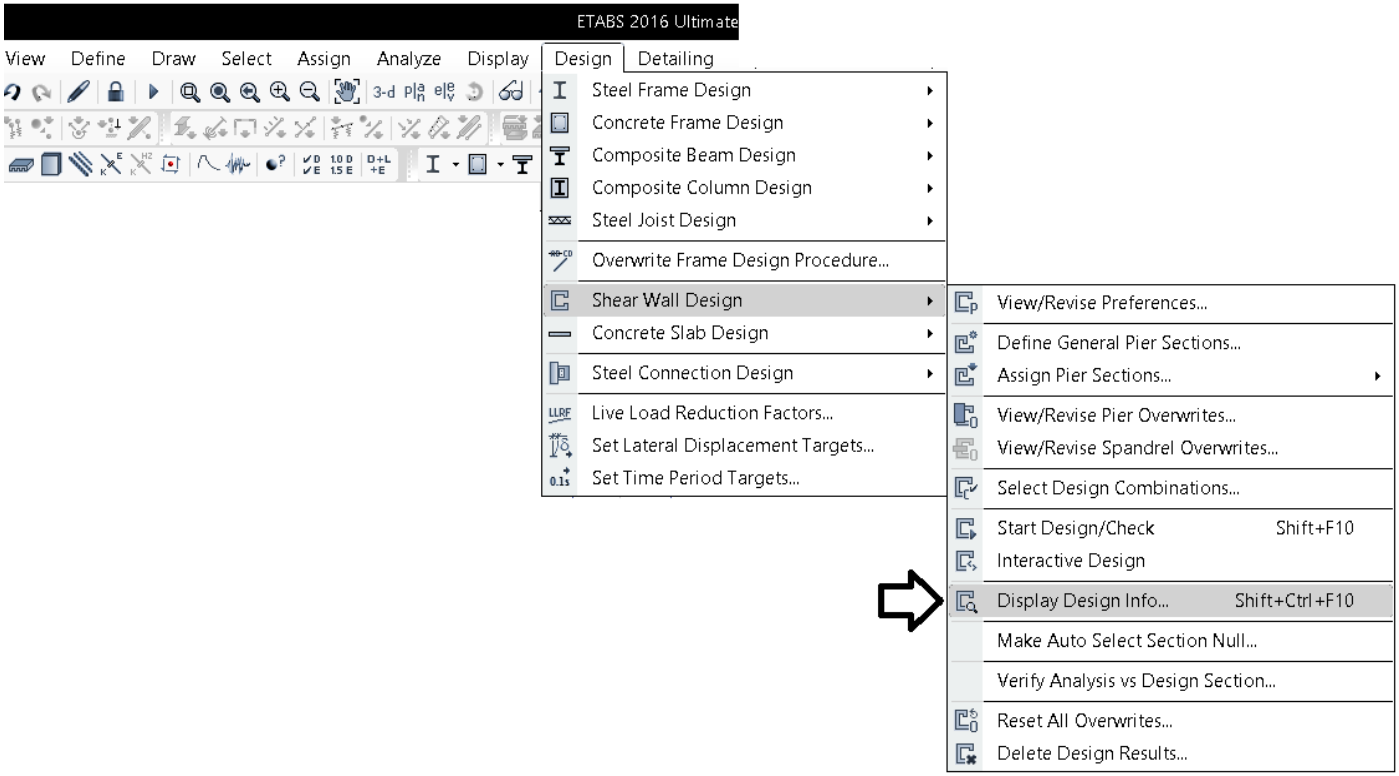 ETABS 2016 Ultimate
View Define Draw Select Assign Analyze Display Design Detailing
3-d
LLRF
0.1s
Steel Frame Design
Concrete Frame Design
Composite Beam Design
Composite Column Design
Steel Joist Design
Overwrite Frame Design Procedure...
Shear Wall Design
Concrete Slab Design
Steel Connection Design
Live Load Reduction Factors...
Set Lateral Displacement Targets...
Set Time Period Targets...
View/Revise Preferences...
Define General Pier Sections...
Assign Pier Sections...
View/Revise Pier Overwrites...
View/Revise Spandrel Overwrites...
Select Design Combinations...
Start Design/Check Shift+F10
Interactive Design
Display Design Info... Shift+Ctrl+F10
Make Auto Select Section Null...
Verify Analysis vs Design Section...
Reset All Overwrites...
Delete Design Results...